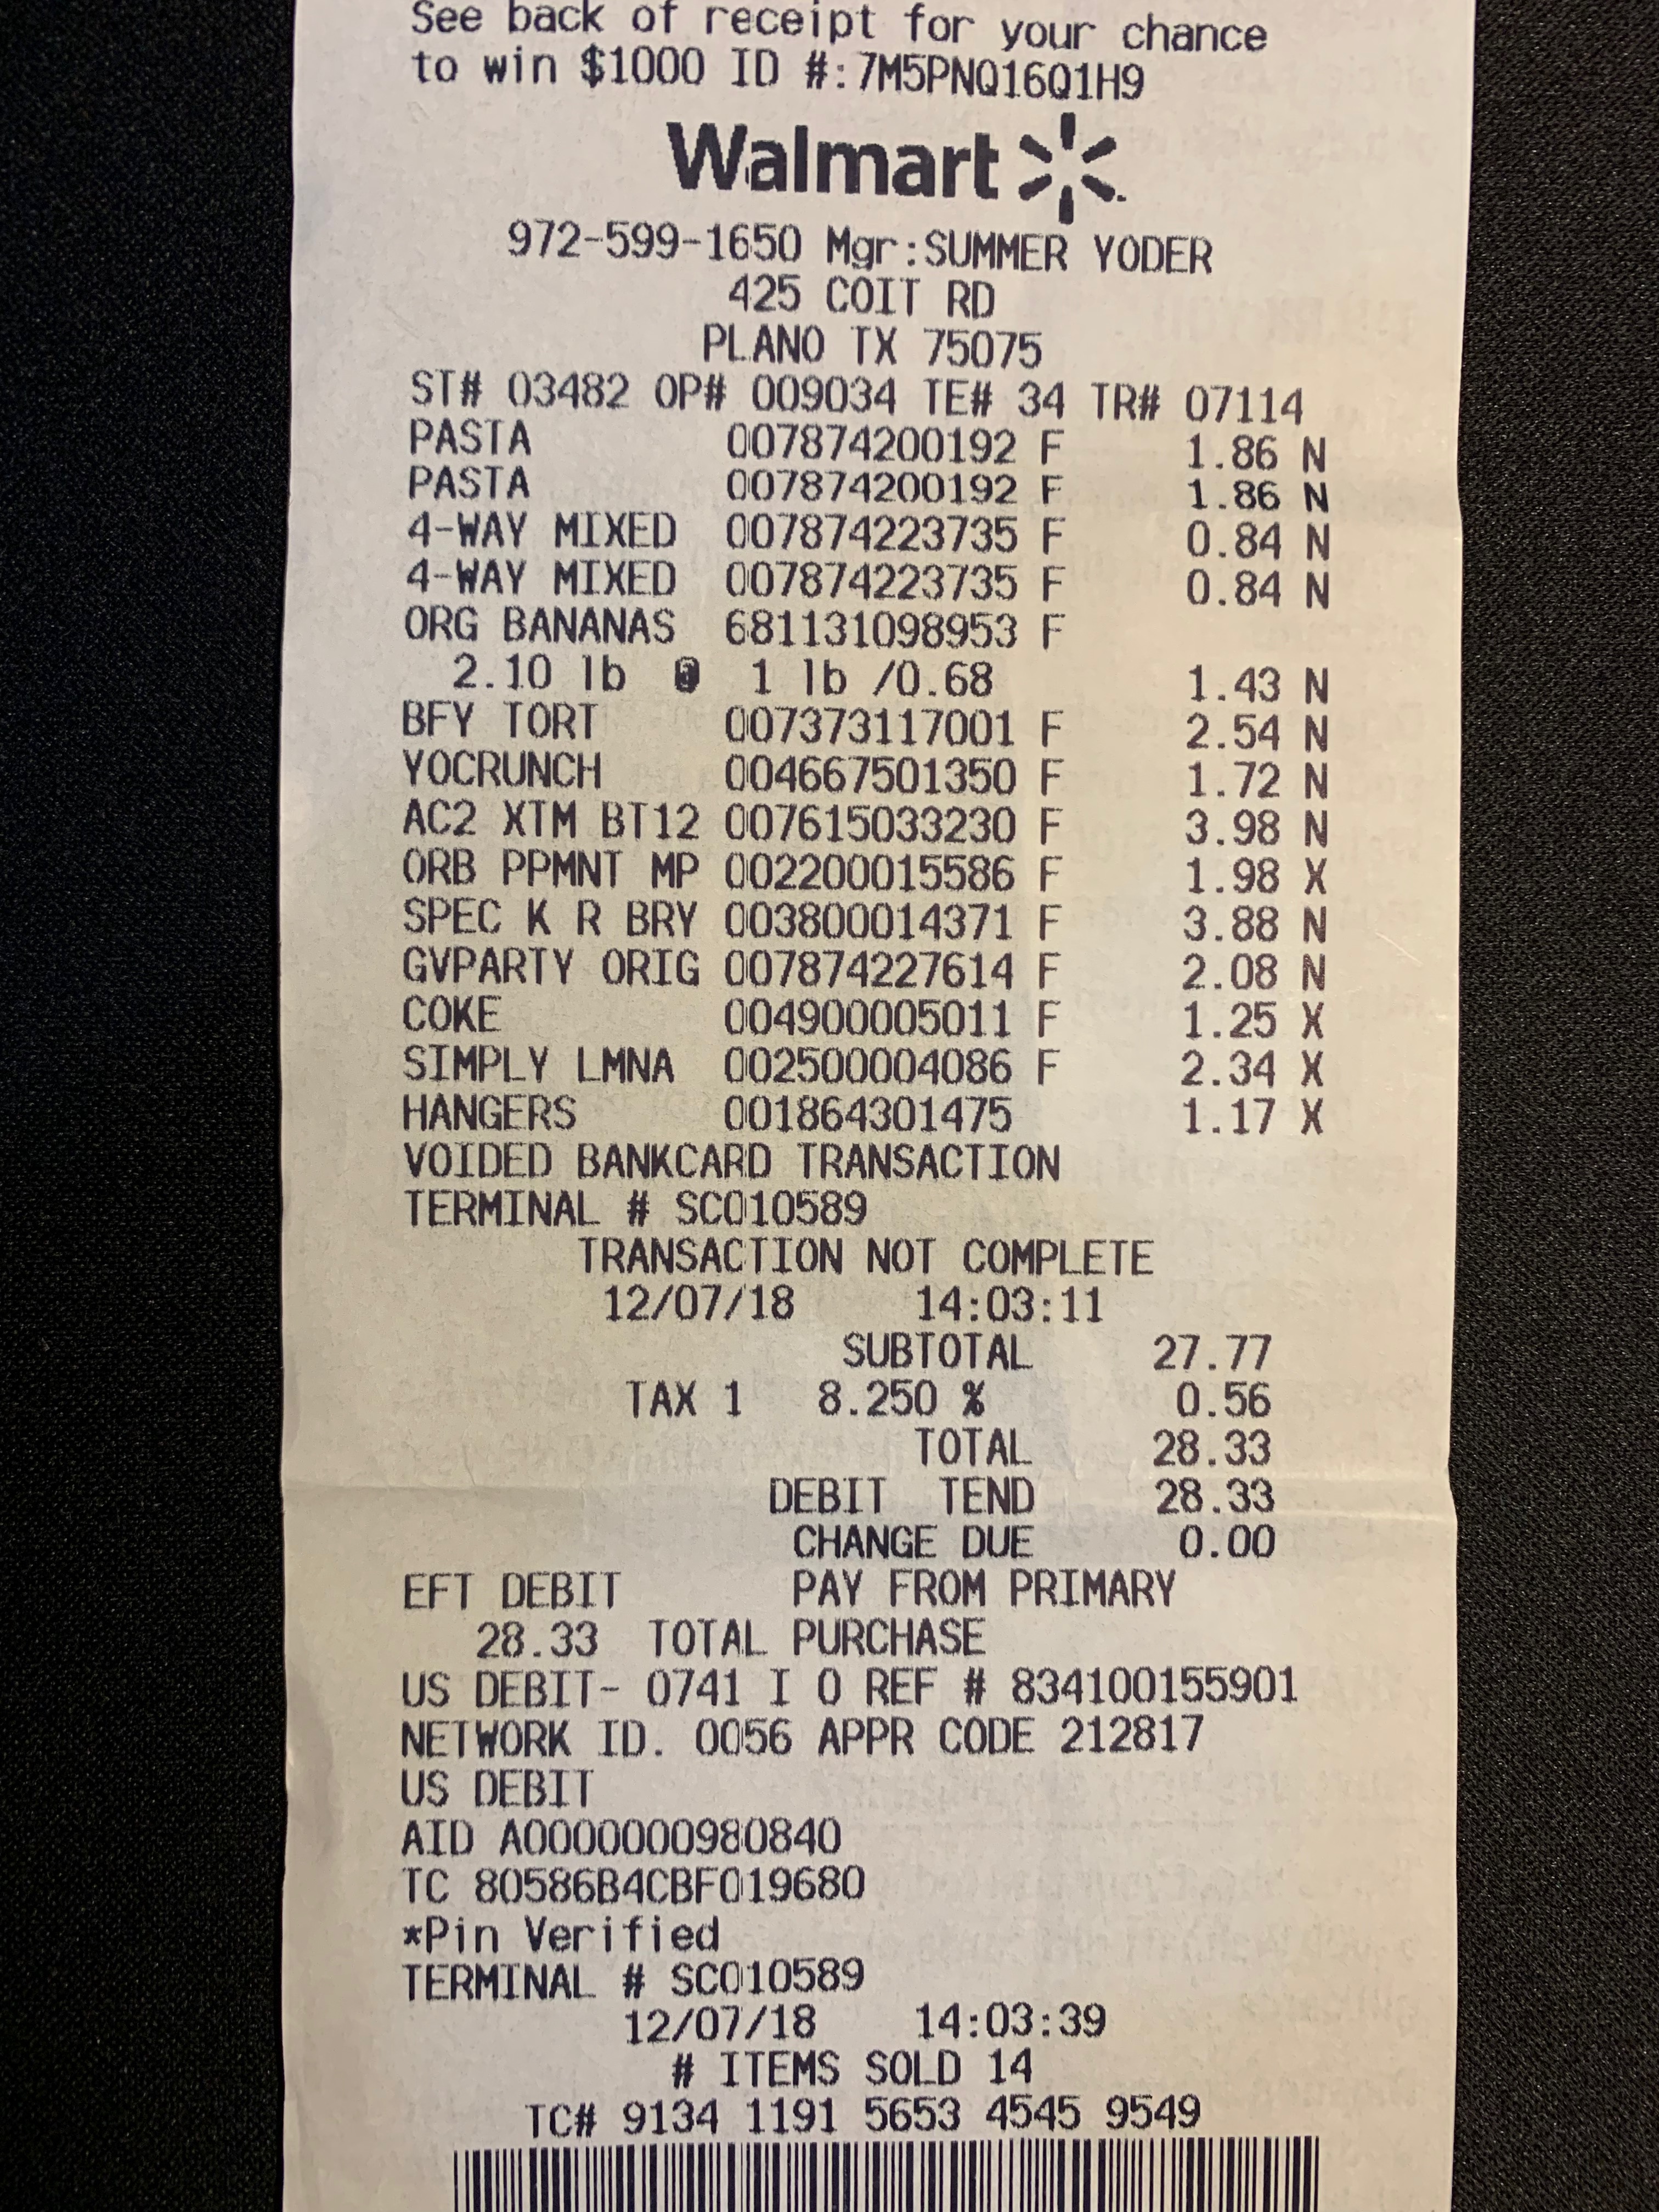 See back of receipt for your chance
to win $1000 ID #:7M5PNQ16Q1H9
Walmart
972-599-1650 Mgr:SUMMER YODER
425 COIT RD
PLANO TX 75075
ST# 03482 OP# 009034 TE# 34 TR# 07114
PASTA 007874200192 F 1.86 N
PASTA 007874200192 F 1.86 N
4-WAY MIXED 007874223735 F 0.84 N
4-WAY MIXED 007874223735 F 0.84 N
ORG BANANAS 681131098953 F
2.10 lb @ 1 lb /0.68 1.43 N
BFY TORT 007373117001 F 2.54 N
YOCRUNCH 004667501350 F 1.72 N
AC2 XTM BT12 007615033230 F 3.98 N
ORB PPMNT MP 002200015586 F 1.98 X
SPEC K R BRY 003800014371 F 3.88 N
GVPARTY ORIG 007874227614 F 2.08 N
COKE 004900005011 F 1.25 X
SIMPLY LMNA 002500004086 F 2.34 X
HANGERS 001864301475 1.17 X
VOIDED BANKCARD TRANSACTION
TERMINAL # SC010589
TRANSACTION NOT COMPLETE
12/07/18 14:03:11
SUBTOTAL 27.77
TAX 1 8.250 % 0.56
TOTAL 28.33
DEBIT TEND 28.33
CHANGE DUE 0.00
EFT DEBIT PAY FROM PRIMARY
28.33 TOTAL PURCHASE
US DEBIT- 0741 I 0 REF # 834100155901
NETWORK ID. 0056 APPR CODE 212817
US DEBIT
AID A0000000980840
TC 80586B4CBF019680
*Pin Verified
TERMINAL # SC010589
12/07/18 14:03:39
# ITEMS SOLD 14
TC# 9134 1191 5653 4545 9549